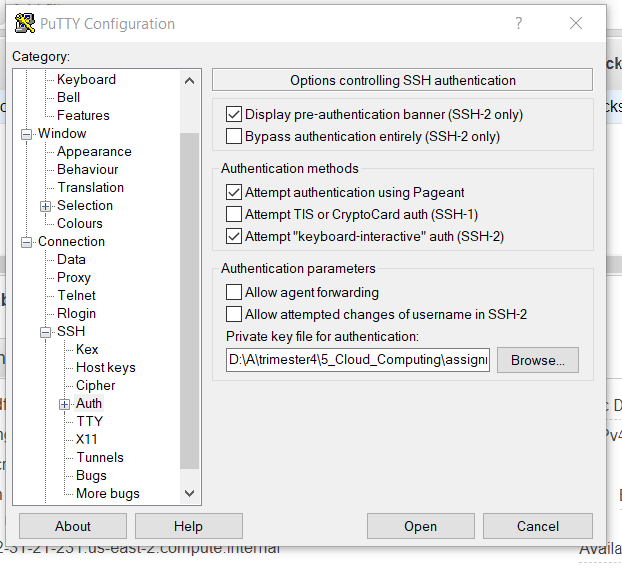 PuTTY Configuration
?
Category:
Keyboard
Bell
Features
Window
Appearance
Behaviour
Translation
Selection
Colours
Connection
Data
Proxy
Telnet
Rlogin
SSH
Kex
Host keys
Cipher
Auth
TTY
X11
Tunnels
Bugs
More bugs
Options controlling SSH authentication
Display pre-authentication banner (SSH-2 only)
Bypass authentication entirely (SSH-2 only)
Authentication methods
Attempt authentication using Pageant
Attempt TIS or CryptoCard auth (SSH-1)
Attempt "keyboard-interactive" auth (SSH-2)
Authentication parameters
Allow agent forwarding
Allow attempted changes of username in SSH-2
Private key file for authentication:
D:\A\trimester4\5_Cloud_Computing\assign
Browse...
About
Help
Open
Cancel
2-31-21-231.us-east-2.compute.internal
Availa